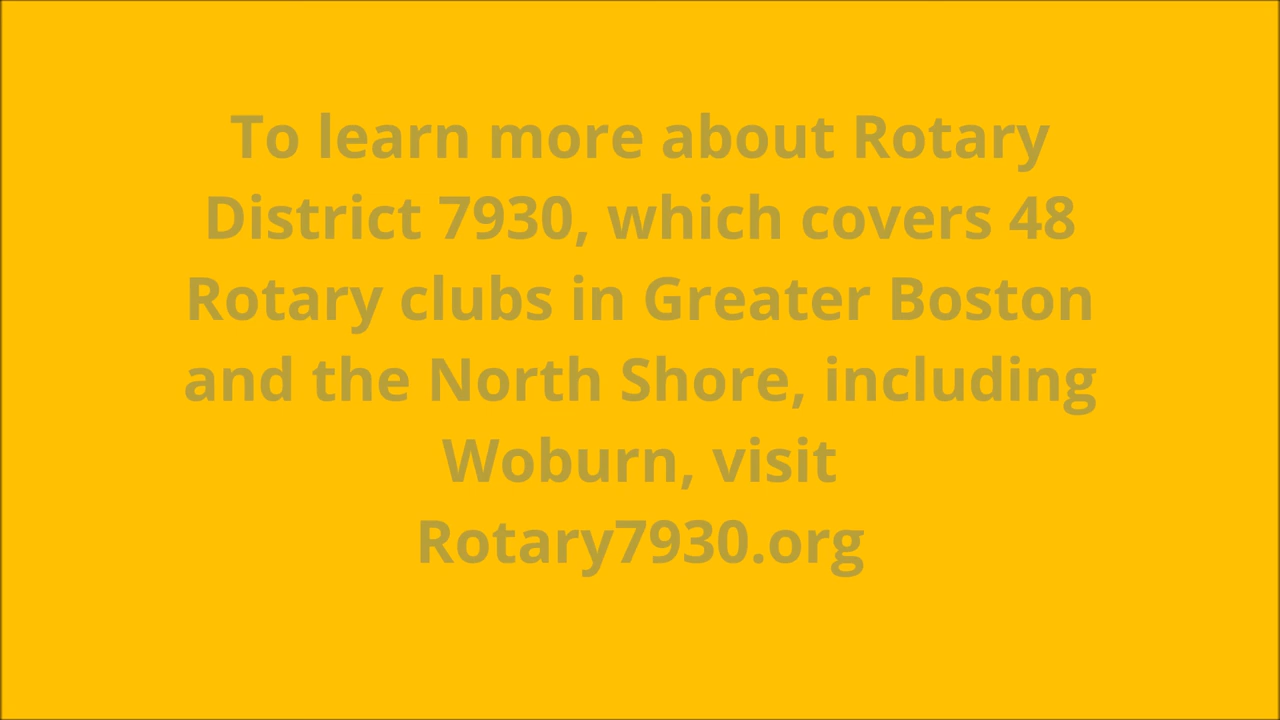 To learn more about Rotary
District 7930, which covers 48
Rotary clubs in Greater Boston
and the North Shore, including
Woburn, visit
Rotary7930.org